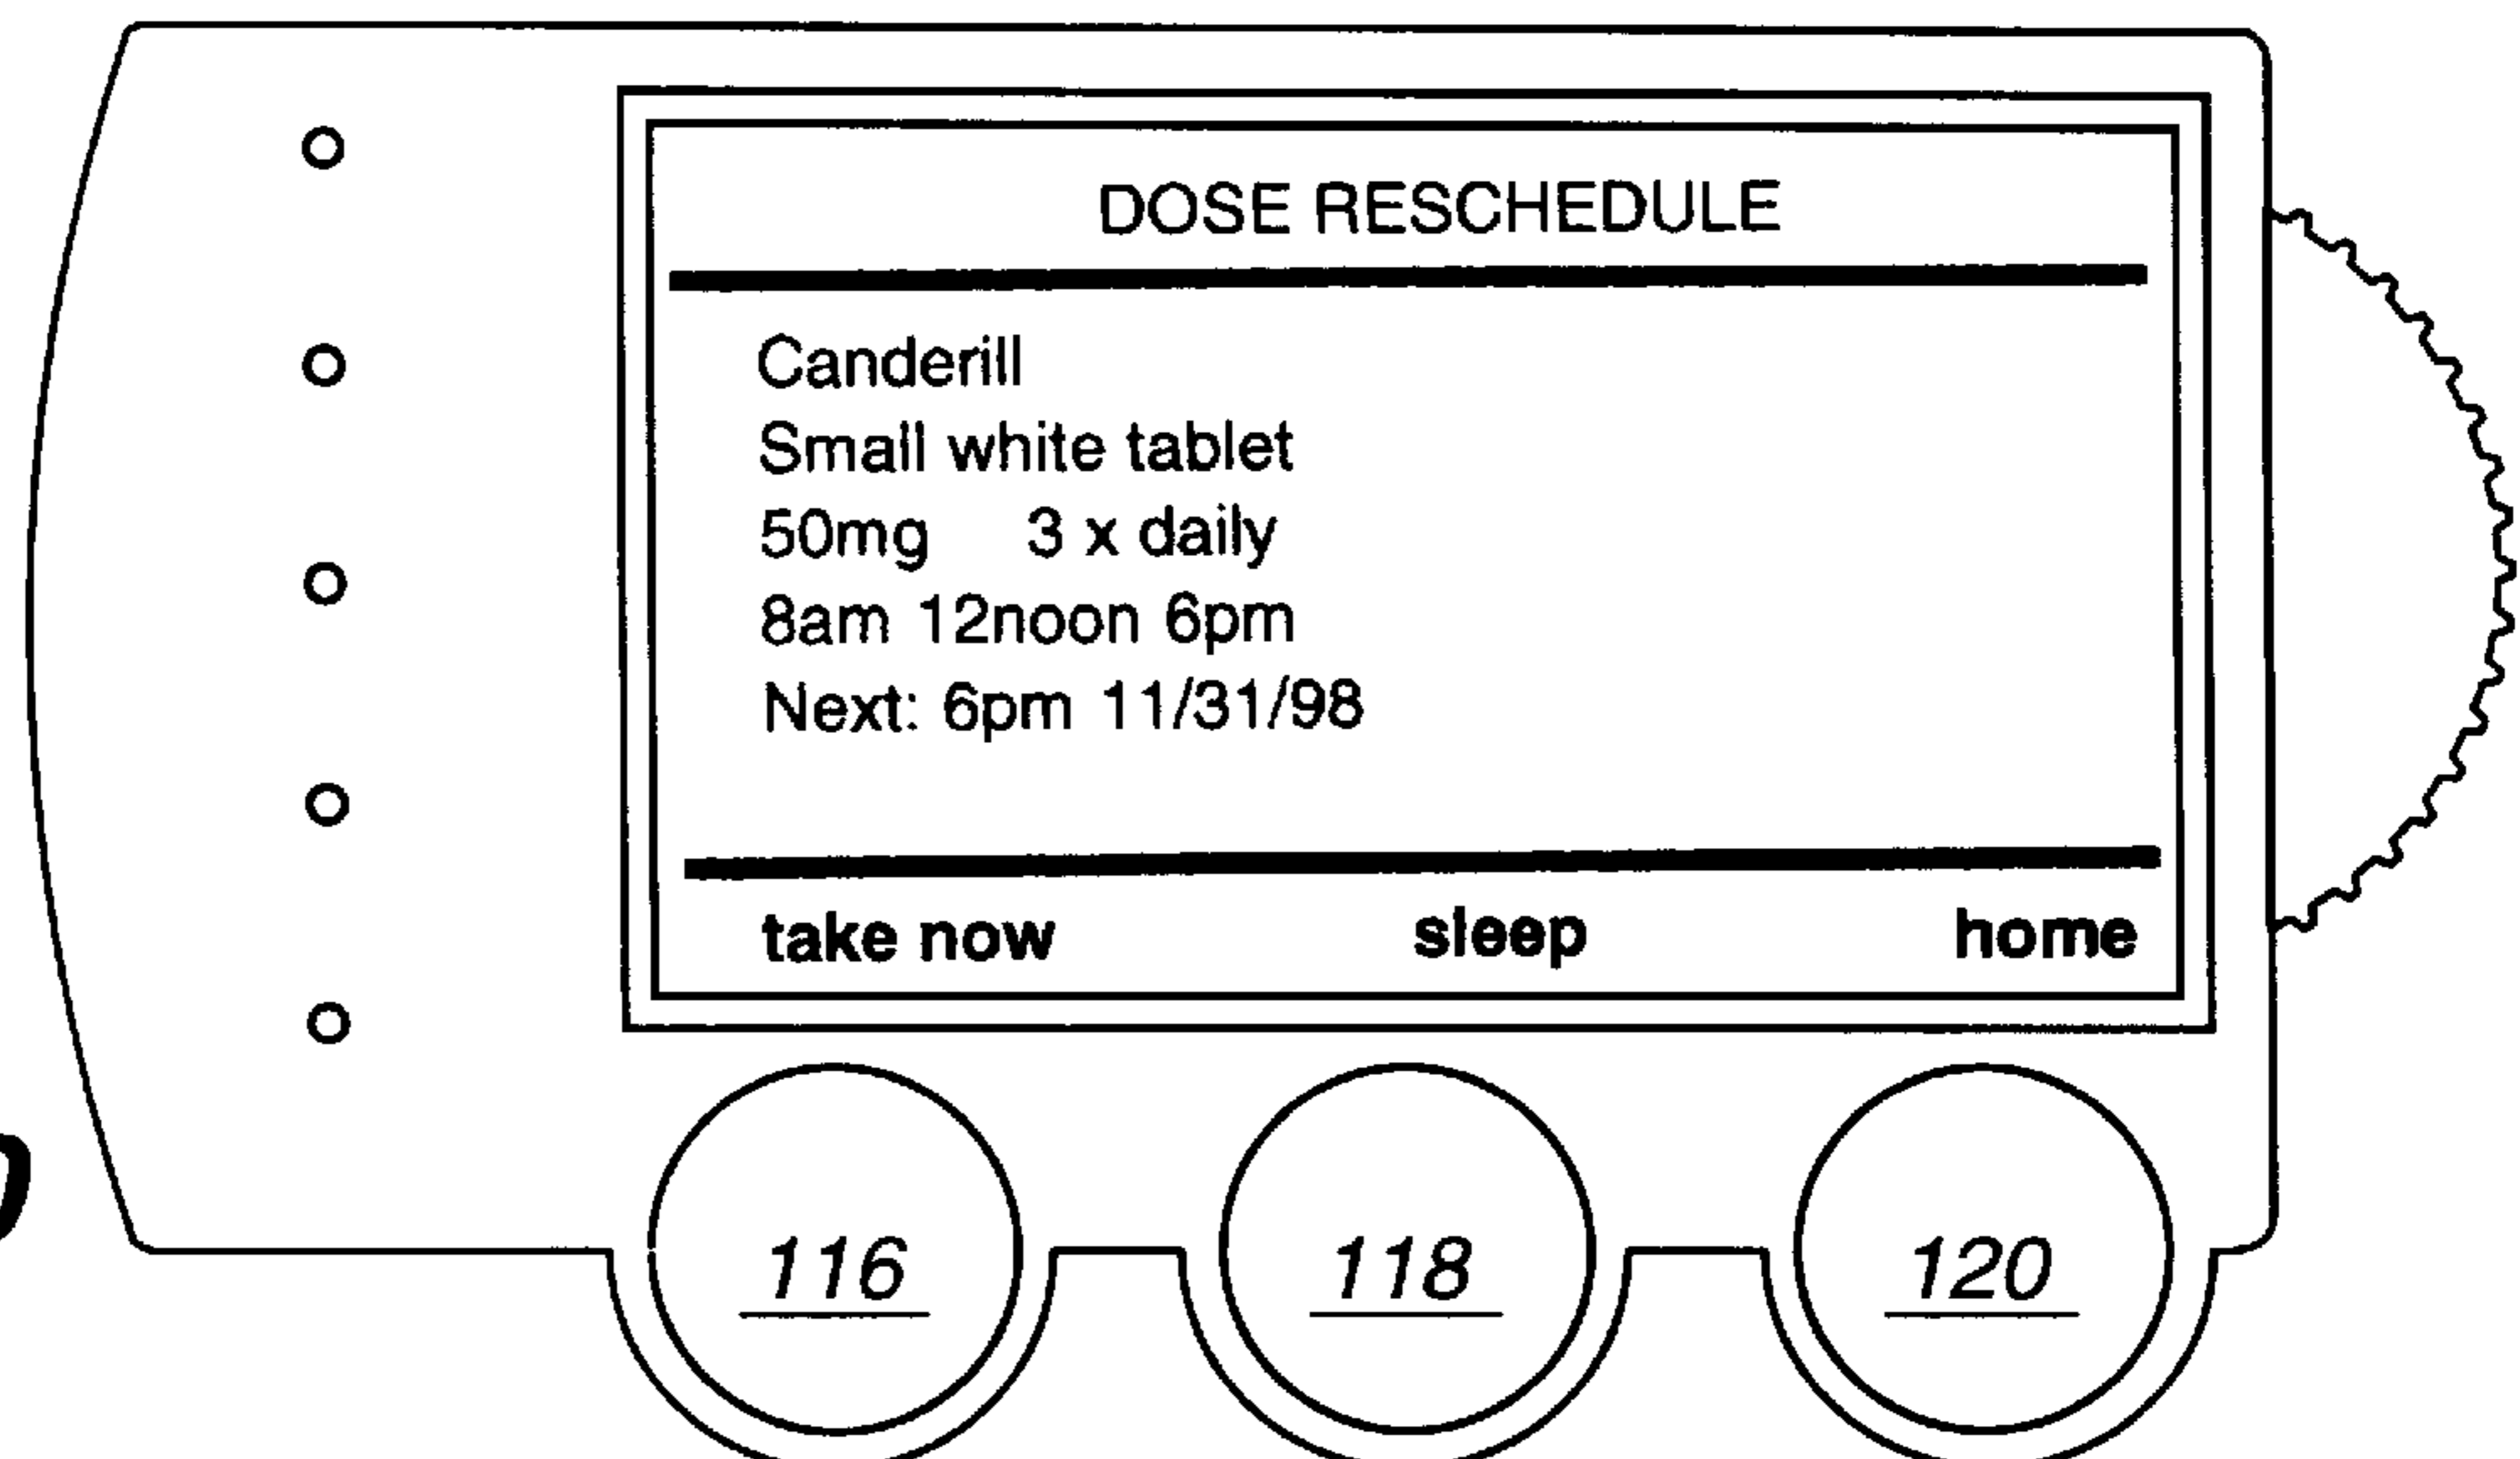 DOSE RESCHEDULE
Canderill
Small white tablet
50mg 3 x daily
8am 12noon 6pm
Next: 6pm 11/31/98
take now sleep home
116 118 120